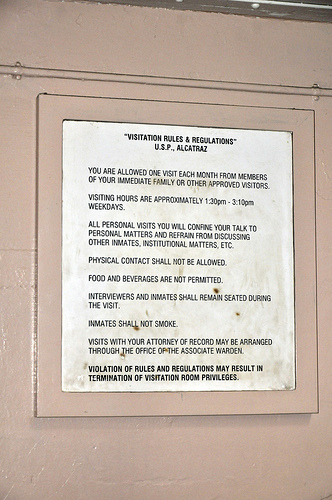 "VISITATION RULES & REGULATIONS"
U.S.P., ALCATRAZ
YOU ARE ALLOWED ONE VISIT EACH MONTH FROM MEMBERS
OF YOUR IMMEDIATE FAMILY OR OTHER APPROVED VISITORS.
VISITING HOURS ARE APPROXIMATELY 1:30pm - 3:10pm
WEEKDAYS.
ALL PERSONAL VISITS YOU WILL CONFINE YOUR TALK TO
PERSONAL MATTERS AND REFRAIN FROM DISCUSSING
OTHER INMATES, INSTITUTIONAL MATTERS, ETC.
PHYSICAL CONTACT SHALL NOT BE ALLOWED.
FOOD AND BEVERAGES ARE NOT PERMITTED.
INTERVIEWERS AND INMATES SHALL REMAIN SEATED DURING
THE VISIT.
INMATES SHALL NOT SMOKE.
VISITS WITH YOUR ATTORNEY OF RECORD MAY BE ARRANGED
THROUGH THE OFFICE OF THE ASSOCIATE WARDEN.
VIOLATION OF RULES AND REGULATIONS MAY RESULT IN
TERMINATION OF VISITATION ROOM PRIVILEGES.